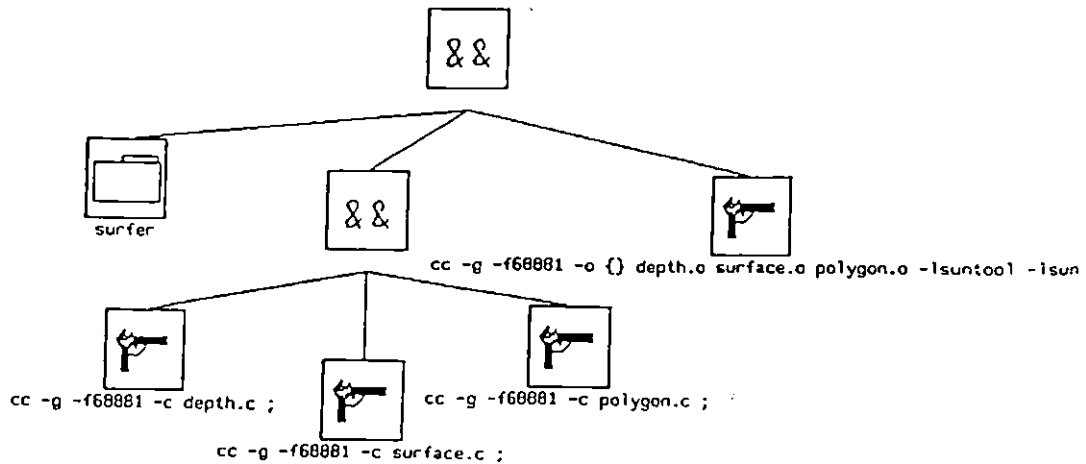 &&
surfer
&&
cc -g -f68881 -o {} depth.o surface.o polygon.o -lsuntool -lsun
cc -g -f68881 -c depth.c ;
cc -g -f68881 -c polygon.c ;
cc -g -f68881 -c surface.c ;